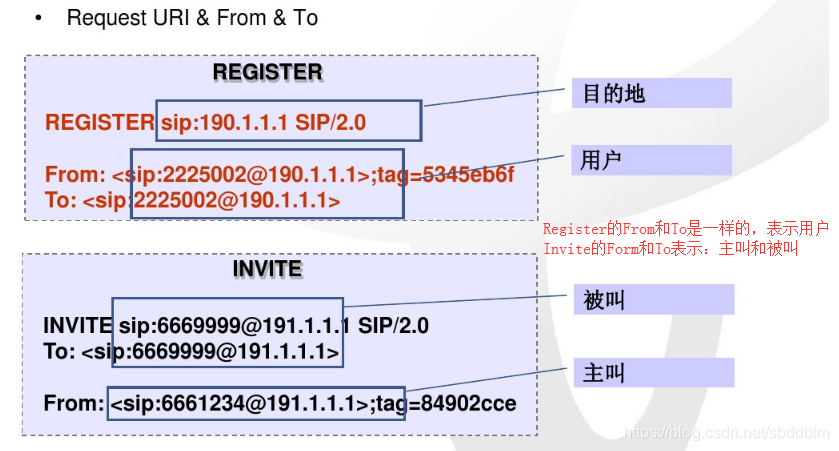 • Request URI & From & To
REGISTER
REGISTER sip:190.1.1.1 SIP/2.0
目的地
From: <sip:2225002@190.1.1.1>;tag=5345eb6f
To: <sip:2225002@190.1.1.1>
用户
Register的From和To是一样的，表示用户
Invite的Form和To表示：主叫和被叫
INVITE
INVITE sip:6669999@191.1.1.1 SIP/2.0
To: <sip:6669999@191.1.1.1>
被叫
From: <sip:6661234@191.1.1.1>;tag=84902cce
主叫
https://blog.csdn.net/sbddbfm